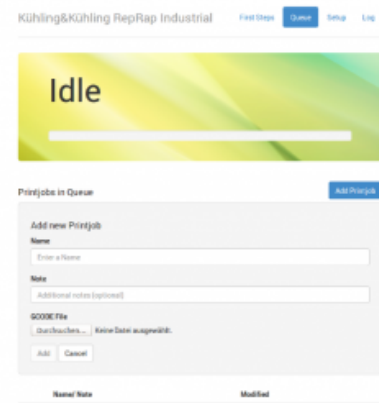 Kühling&Kühling RepRap Industrial First Steps Queue Setup Log
Idle
Printjobs in Queue Add Printjob
Add new Printjob
Name
Enter a Name
Note
Additional notes (optional)
GCODE File
Durchsuchen... Keine Datei ausgewählt.
Add Cancel
Name/ Note Modified